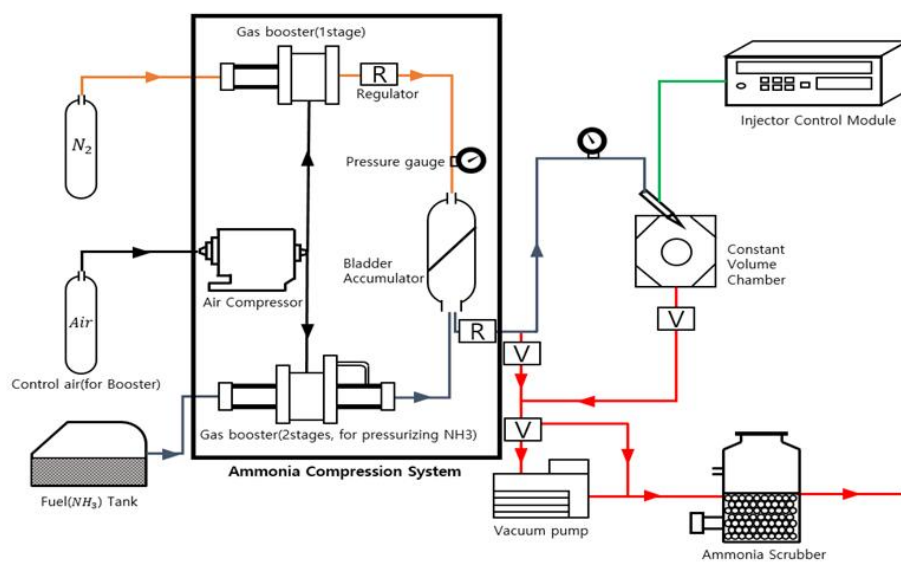 Gas booster(1stage)
N₂
R
Regulator
Injector Control Module
Pressure gauge
Bladder
Accumulator
Constant
Volume
Chamber
Air
Air Compressor
R
V
V
Control air(for Booster)
V
Gas booster(2stages, for pressurizing NH3)
Ammonia Compression System
Fuel(NH₃) Tank
Vacuum pump
Ammonia Scrubber